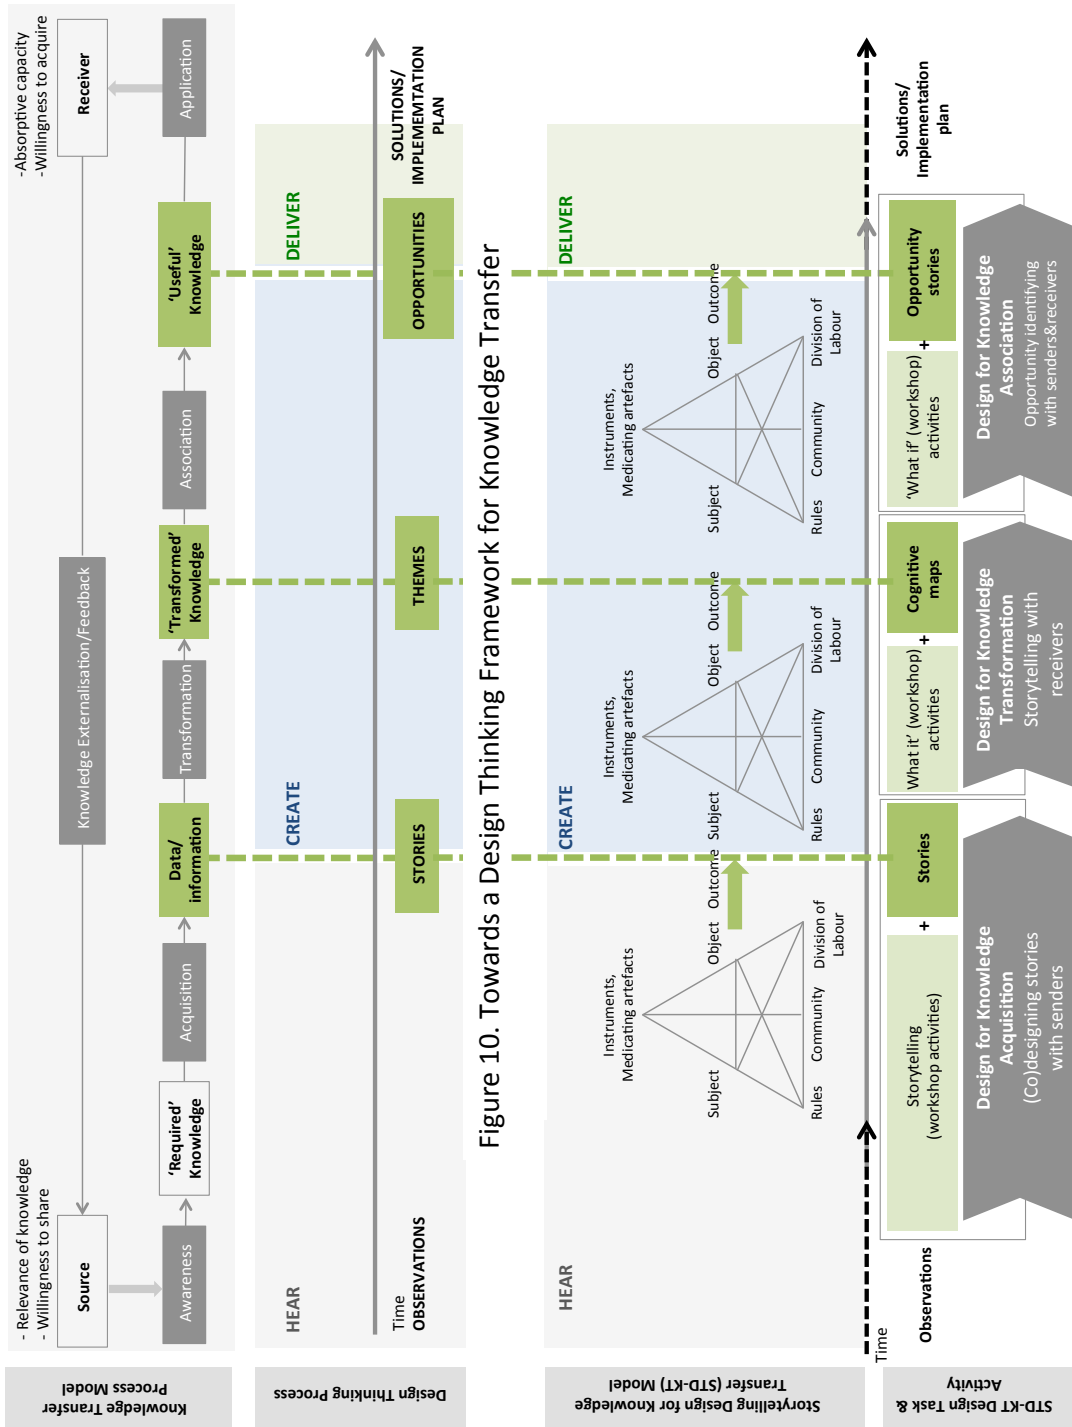 Knowledge Transfer
Process Model
- Relevance of knowledge
- Willingness to share
Source
Knowledge Externalisation/Feedback
-Absorptive capacity
-Willingness to acquire
Receiver
Awareness
'Required'
Knowledge
Acquisition
Data/
information
Transformation
'Transformed'
Knowledge
Association
'Useful'
Knowledge
Application
Design Thinking Process
HEAR
CREATE
DELIVER
Time
OBSERVATIONS
STORIES
THEMES
OPPORTUNITIES
SOLUTIONS/
IMPLEMEMTATION
PLAN
Figure 10. Towards a Design Thinking Framework for Knowledge Transfer
Storytelling Design for Knowledge
Transfer (STD-KT) Model
HEAR
CREATE
DELIVER
Instruments,
Medicating artefacts
Subject
Object
Outcome
Rules
Community
Division of
Labour
Instruments,
Medicating artefacts
Subject
Object
Outcome
Rules
Community
Division of
Labour
Instruments,
Medicating artefacts
Subject
Object
Outcome
Rules
Community
Division of
Labour
Time
STD-KT Design Task &
Activity
Observations
Storytelling
(workshop activities)
+
Stories
What it' (workshop)
activities
+
Cognitive
maps
'What if' (workshop)
activities
+
Opportunity
stories
Solutions/
Implementation
plan
Design for Knowledge
Acquisition
(Co)designing stories
with senders
Design for Knowledge
Transformation
Storytelling with
receivers
Design for Knowledge
Association
Opportunity identifying
with senders&receivers